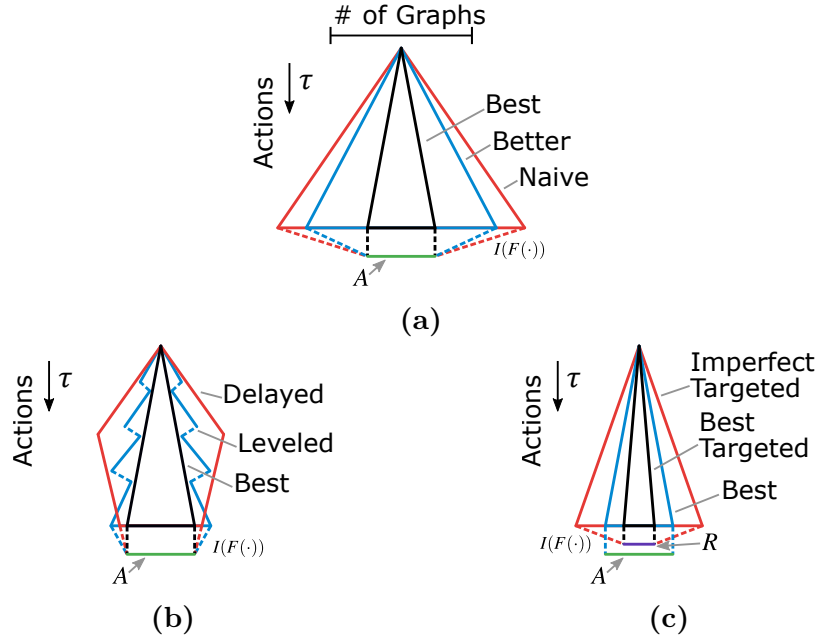 # of Graphs
Actions
τ
Best
Better
Naive
I(F(·))
A
(a)
Actions
τ
Delayed
Leveled
Best
I(F(·))
A
(b)
Actions
τ
Imperfect
Targeted
Best
Targeted
Best
I(F(·))
R
A
(c)